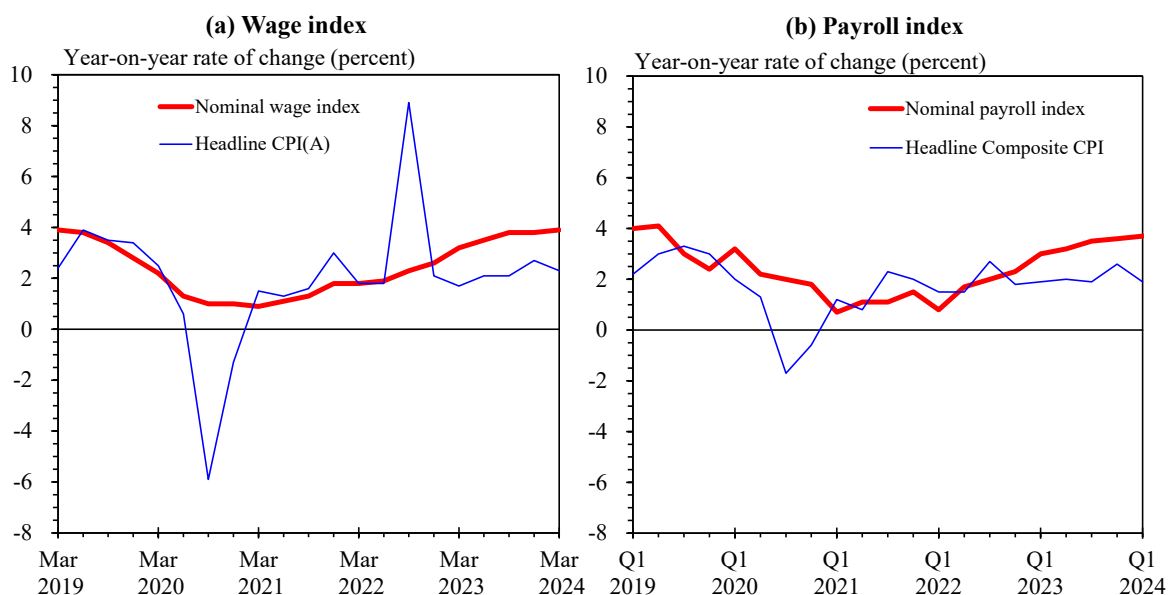 (a) Wage index
Year-on-year rate of change (percent)
Nominal wage index
Headline CPI(A)
10
8
6
4
2
0
-2
-4
-6
-8
Mar 2019
Mar 2020
Mar 2021
Mar 2022
Mar 2023
Mar 2024
(b) Payroll index
Year-on-year rate of change (percent)
Nominal payroll index
Headline Composite CPI
10
8
6
4
2
0
-2
-4
-6
-8
Q1 2019
Q1 2020
Q1 2021
Q1 2022
Q1 2023
Q1 2024